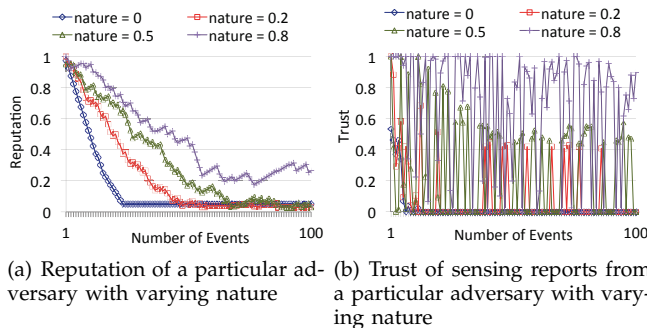 nature = 0 nature = 0.2
nature = 0.5 nature = 0.8
Reputation
1
0.8
0.6
0.4
0.2
0
1 Number of Events 100
nature = 0 nature = 0.2
nature = 0.5 nature = 0.8
Trust
1
0.8
0.6
0.4
0.2
0
1 Number of Events 100
(a) Reputation of a particular ad-
versary with varying nature
(b) Trust of sensing reports from
a particular adversary with vary-
ing nature